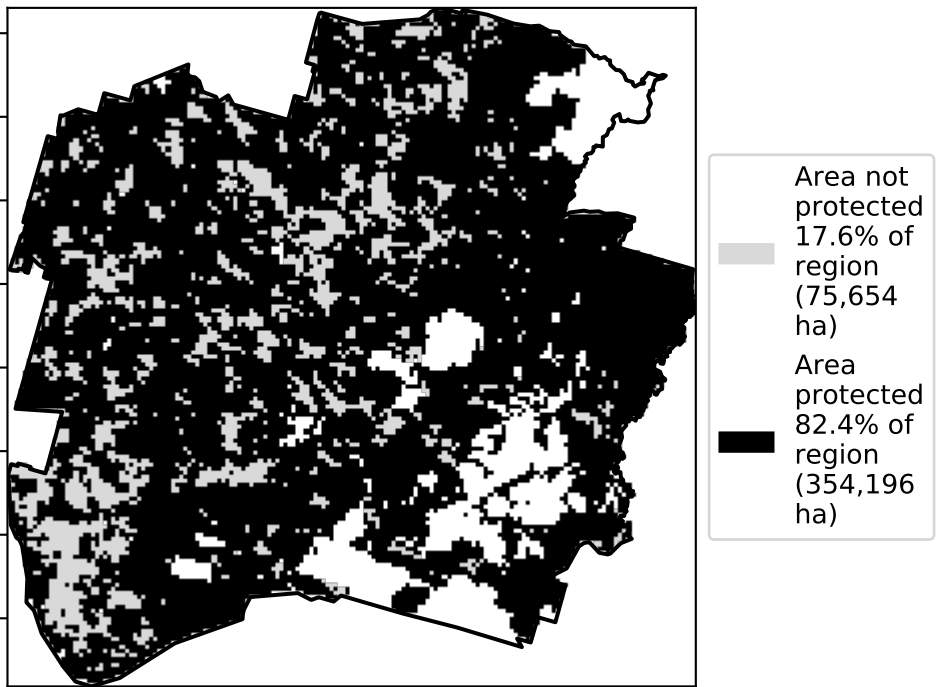 Area not
protected
17.6% of
region
(75,654
ha)
Area
protected
82.4% of
region
(354,196
ha)